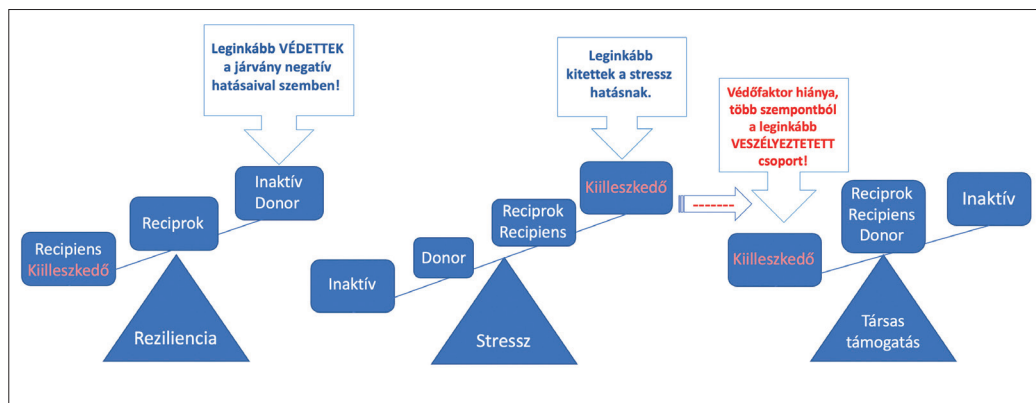 Leginkább VÉDETTEK
a járvány negatív
hatásaival szemben!
Inaktív
Donor
Reciprok
Recipiens
Kiilleszkedő
Reziliencia
Leginkább
kitettek a stressz
hatásnak.
Kiilleszkedő
Reciprok
Recipiens
Donor
Inaktív
Stressz
-------
Védőfaktor hiánya,
több szempontból
a leginkább
VESZÉLYEZTETETT
csoport!
Kiilleszkedő
Reciprok
Recipiens
Donor
Inaktív
Társas
támogatás